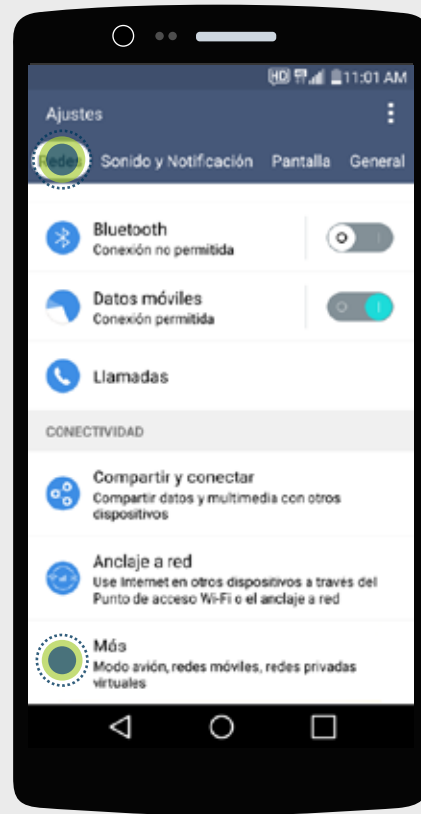 HD 11:01 AM
Ajustes
Redes Sonido y Notificación Pantalla General
Bluetooth
Conexión no permitida
Datos móviles
Conexión permitida
Llamadas
CONECTIVIDAD
Compartir y conectar
Compartir datos y multimedia con otros
dispositivos
Anclaje a red
Use Internet en otros dispositivos a través del
Punto de acceso Wi-Fi o el anclaje a red
Más
Modo avión, redes móviles, redes privadas
virtuales